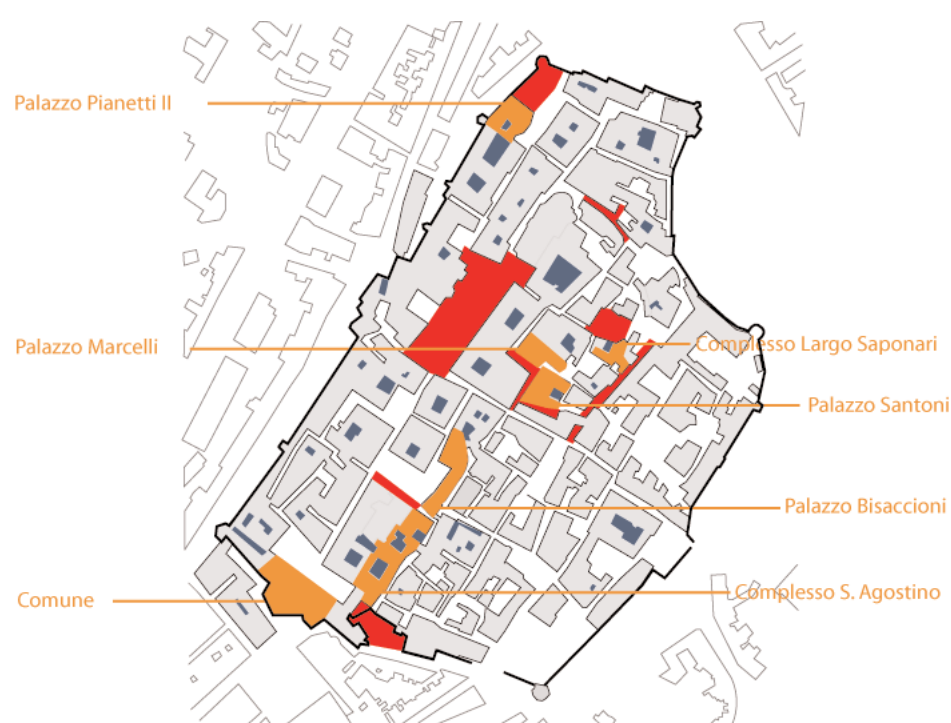 Palazzo Pianetti II
Palazzo Marcelli
Complesso Largo Saponari
Palazzo Santoni
Palazzo Bisaccioni
Complesso S. Agostino
Comune